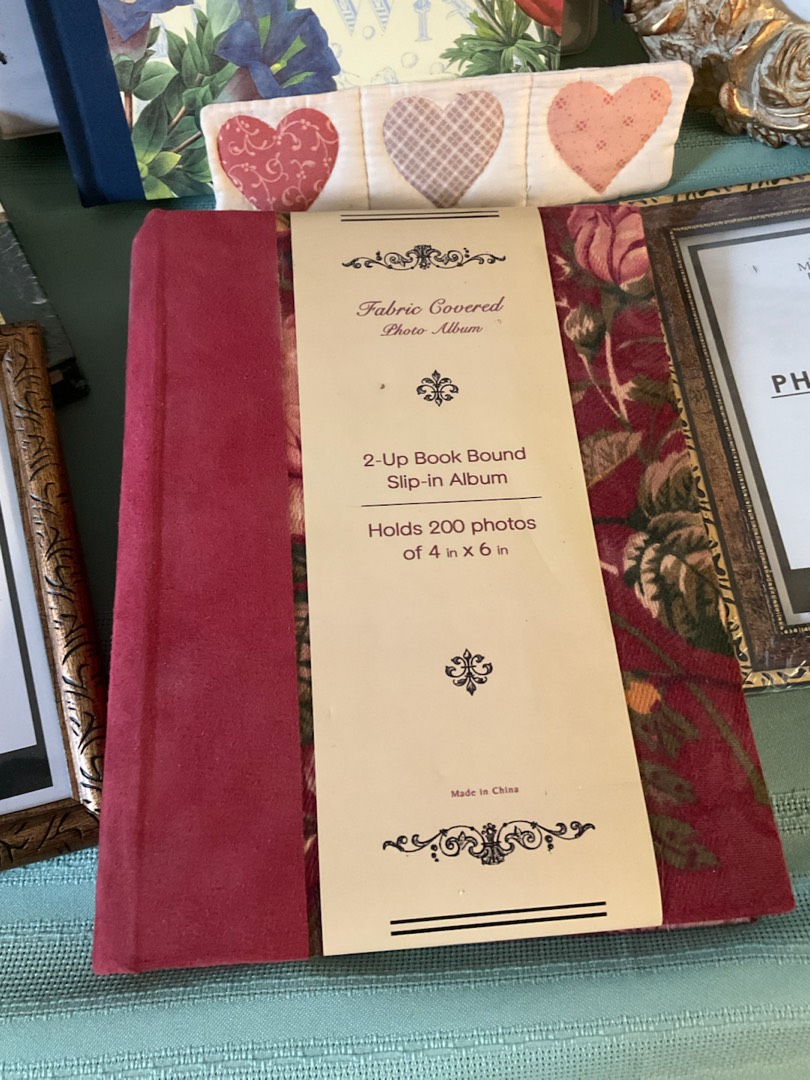 Fabric Covered
Photo Album
2-Up Book Bound
Slip-in Album
Holds 200 photos
of 4 in x 6 in
Made in China
PH